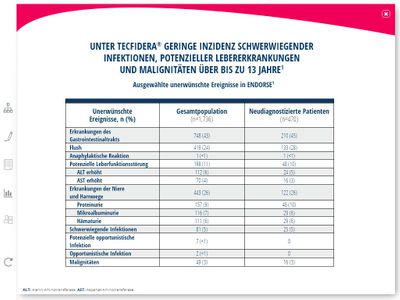 UNTER TECFIDERA® GERINGE INZIDENZ SCHWERWIEGENDER
INFEKTIONEN, POTENZIELLER LEBERERKRANKUNGEN
UND MALIGNITÄTEN ÜBER BIS ZU 13 JAHRE¹
Ausgewählte unerwünschte Ereignisse in ENDORSE¹
Unerwünschte Ereignisse, n (%) Gesamtpopulation (n=1.736) Neudiagnostizierte Patienten (n=470)
Erkrankungen des Gastrointestinaltrakts 748 (43) 210 (45)
Flush 419 (24) 133 (28)
Anaphylaktische Reaktion 1 (<1) 1 (<1)
Potenzielle Leberfunktionsstörung 188 (11) 48 (10)
ALT erhöht 112 (6) 24 (5)
AST erhöht 70 (4) 16 (3)
Erkrankungen der Niere und Harnwege 443 (26) 122 (26)
Proteinurie 157 (9) 48 (10)
Mikroalbuminurie 116 (7) 29 (6)
Hämaturie 111 (6) 29 (6)
Schwerwiegende Infektionen 81 (5) 23 (5)
Potenzielle opportunistische Infektion 7 (<1) 0
Opportunistische Infektion 2 (<1) 0
Malignitäten 49 (3) 16 (3)
ALT: Alanin-Aminotransferase. AST: Aspartat-Aminotransferase.